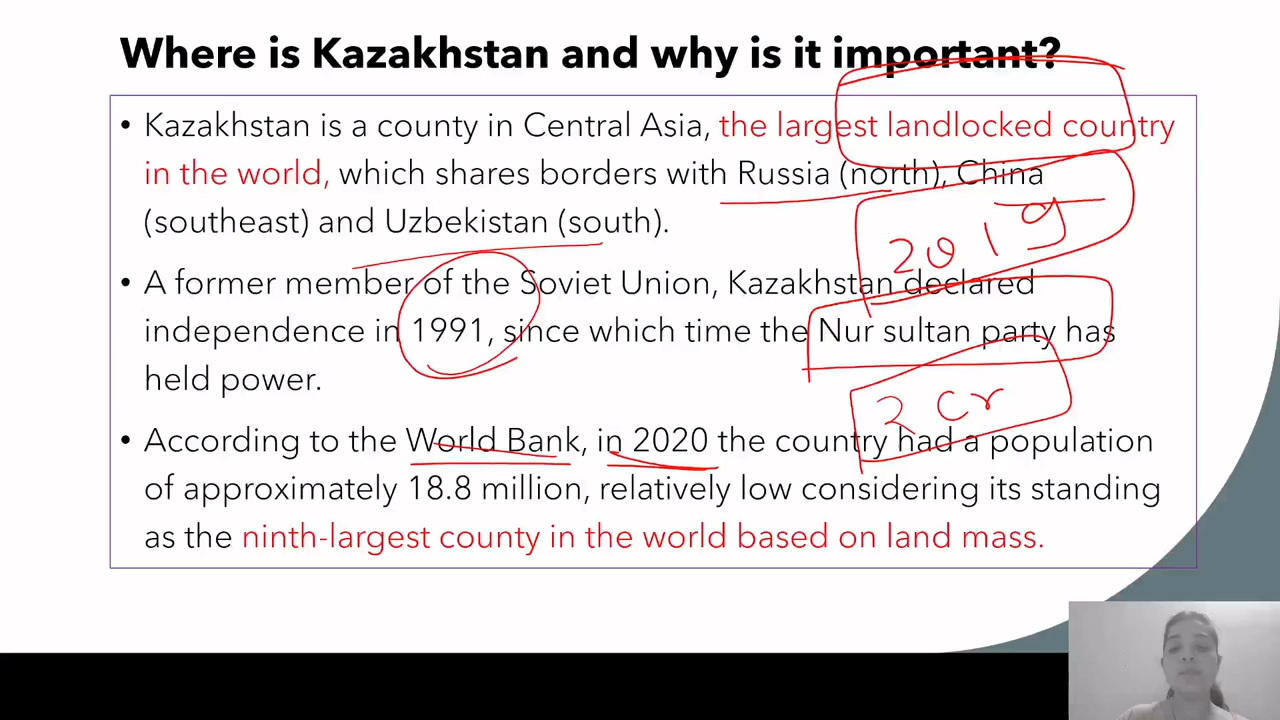 Where is Kazakhstan and why is it important?
• Kazakhstan is a county in Central Asia, the largest landlocked country
in the world, which shares borders with Russia (north), China
(southeast) and Uzbekistan (south).
2019
• A former member of the Soviet Union, Kazakhstan declared
independence in 1991, since which time the Nur sultan party has
held power.
2 Cr
• According to the World Bank, in 2020 the country had a population
of approximately 18.8 million, relatively low considering its standing
as the ninth-largest county in the world based on land mass.